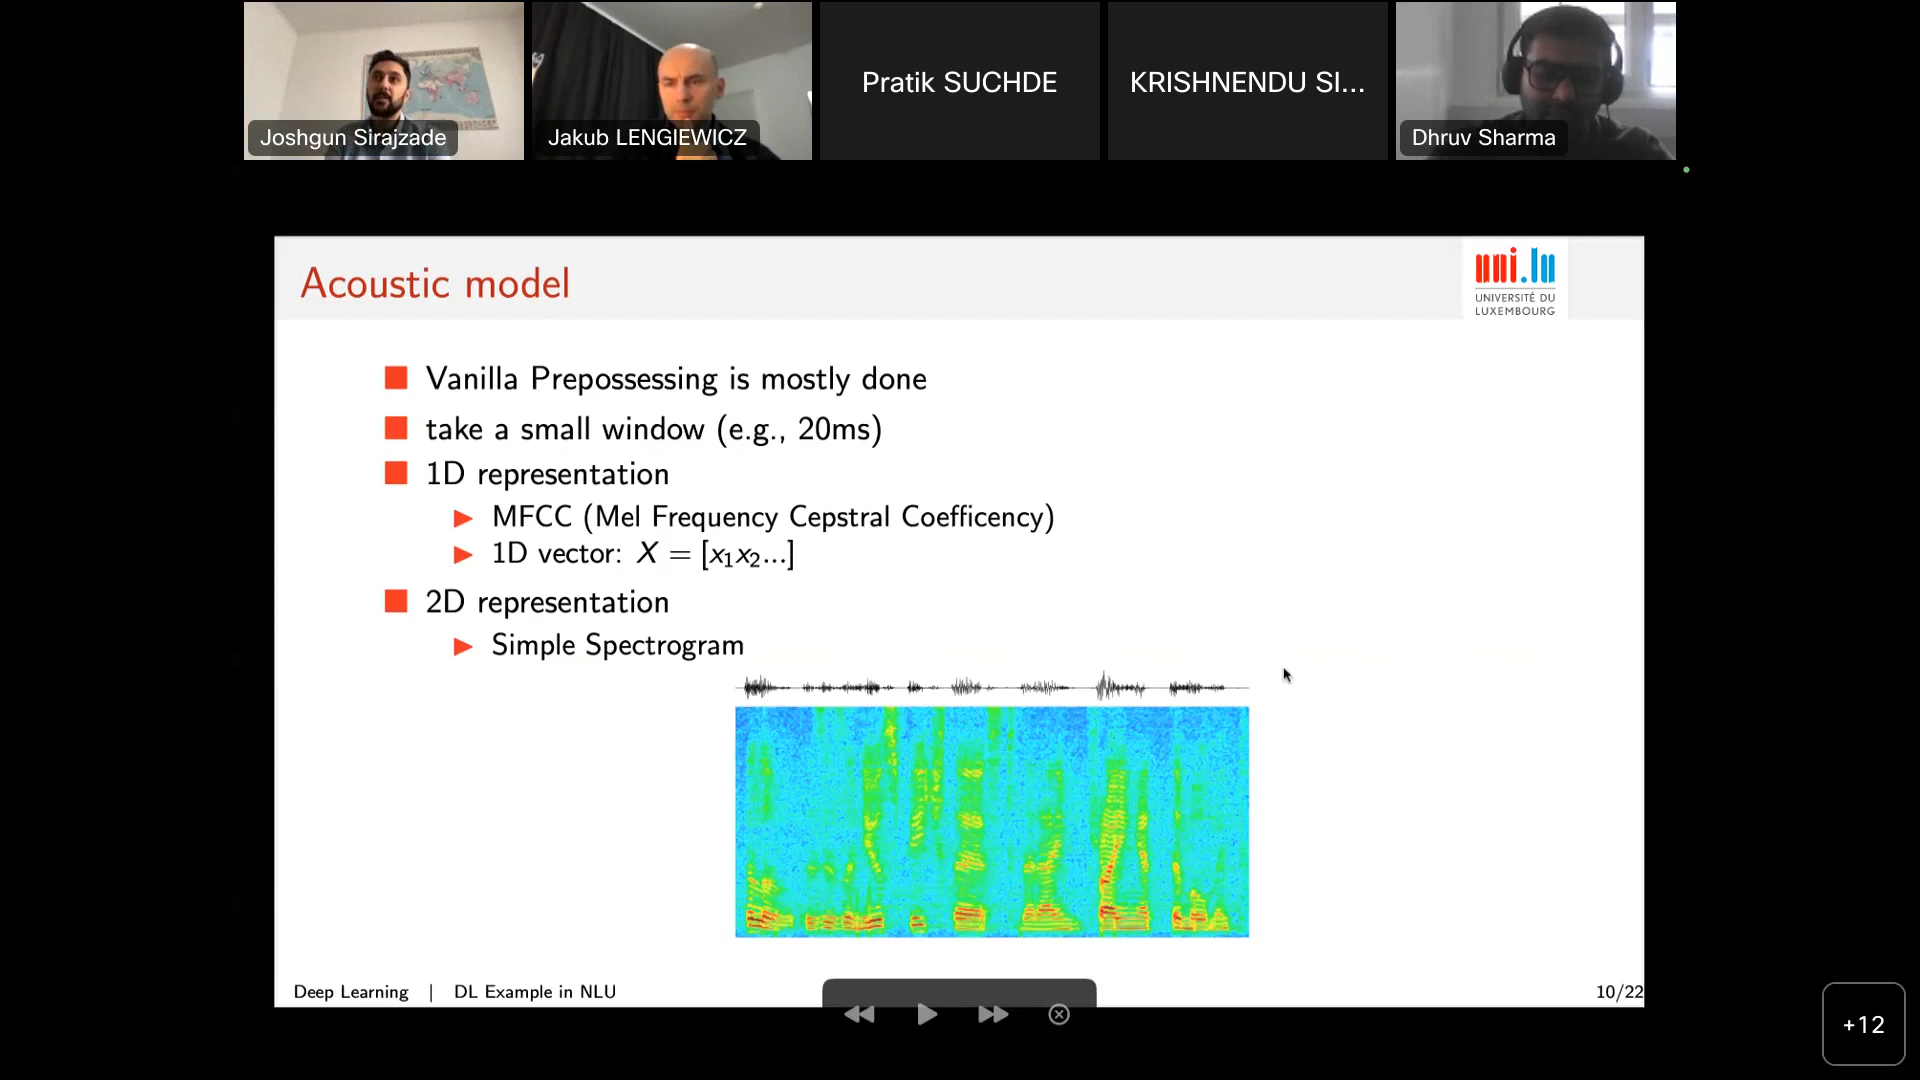 Joshgun Sirajzade
Jakub LENGIEWICZ
Pratik SUCHDE
KRISHNENDU SI...
Dhruv Sharma
Acoustic model
uni.lu
UNIVERSITÉ DU
LUXEMBOURG
Vanilla Prepossessing is mostly done
take a small window (e.g., 20ms)
1D representation
MFCC (Mel Frequency Cepstral Coefficency)
1D vector: X = [x₁x₂...]
2D representation
Simple Spectrogram
Deep Learning | DL Example in NLU
10/22
+12